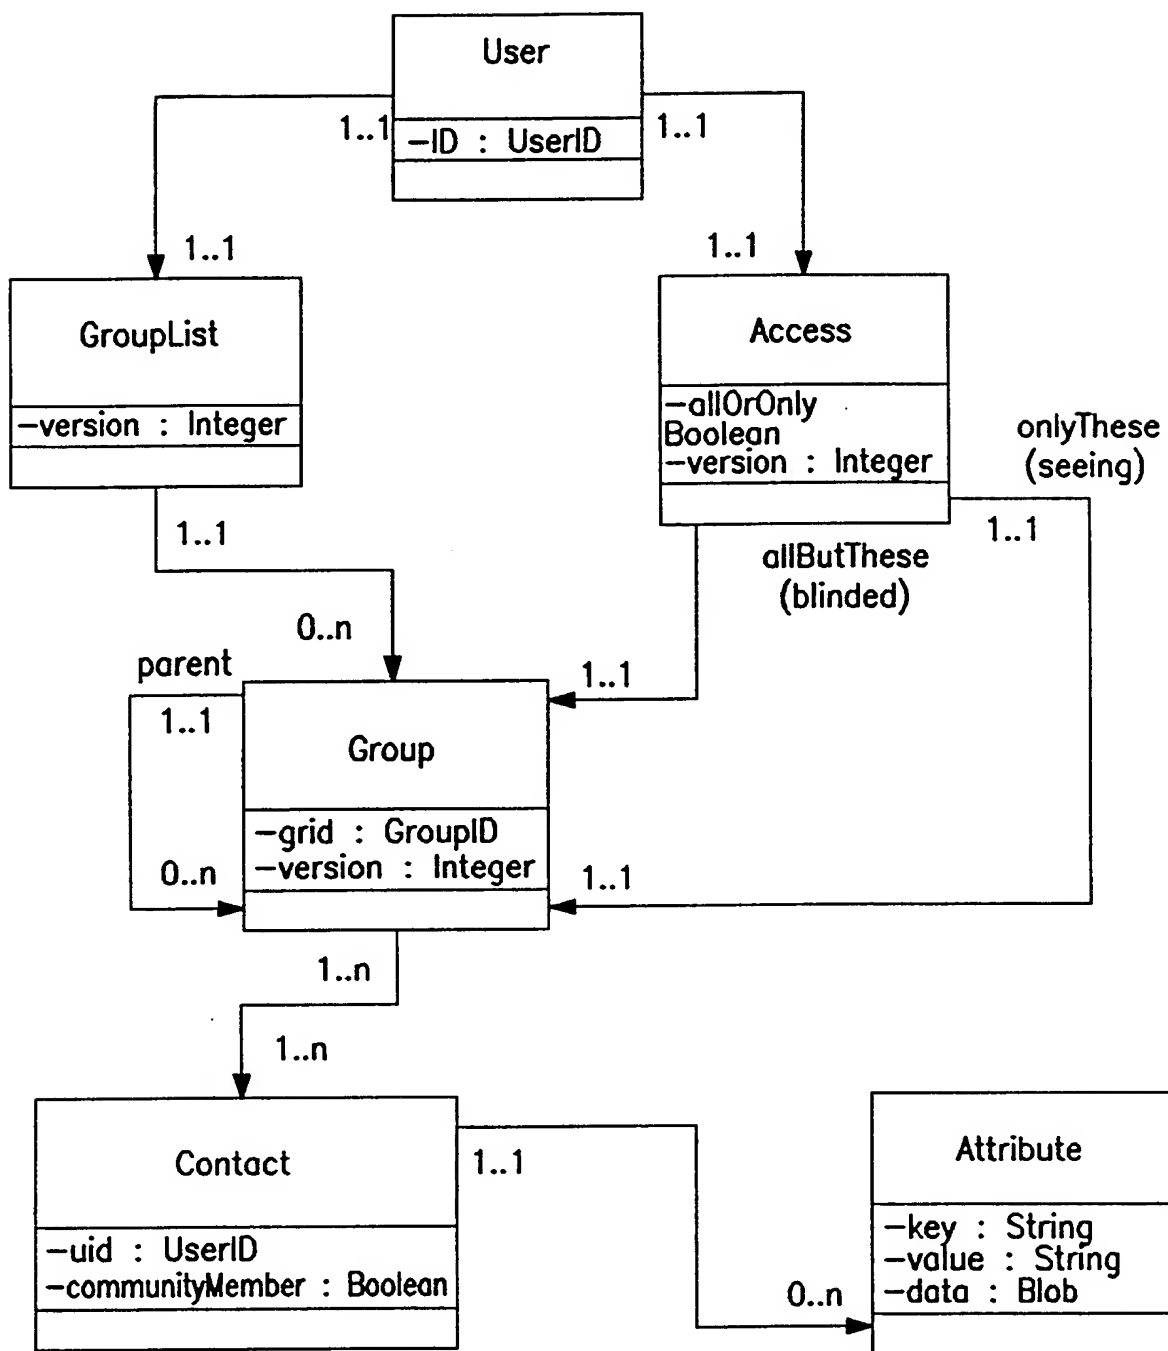 User
1..1
-ID : UserID
1..1
1..1
1..1
GroupList
-version : Integer
Access
-allOrOnly
Boolean
-version : Integer
onlyThese
(seeing)
1..1
1..1
allButThese
(blinded)
0..n
parent
1..1
1..1
Group
-grid : GroupID
-version : Integer
0..n
1..1
1..n
1..n
Contact
-uid : UserID
-communityMember : Boolean
1..1
Attribute
-key : String
-value : String
-data : Blob
0..n